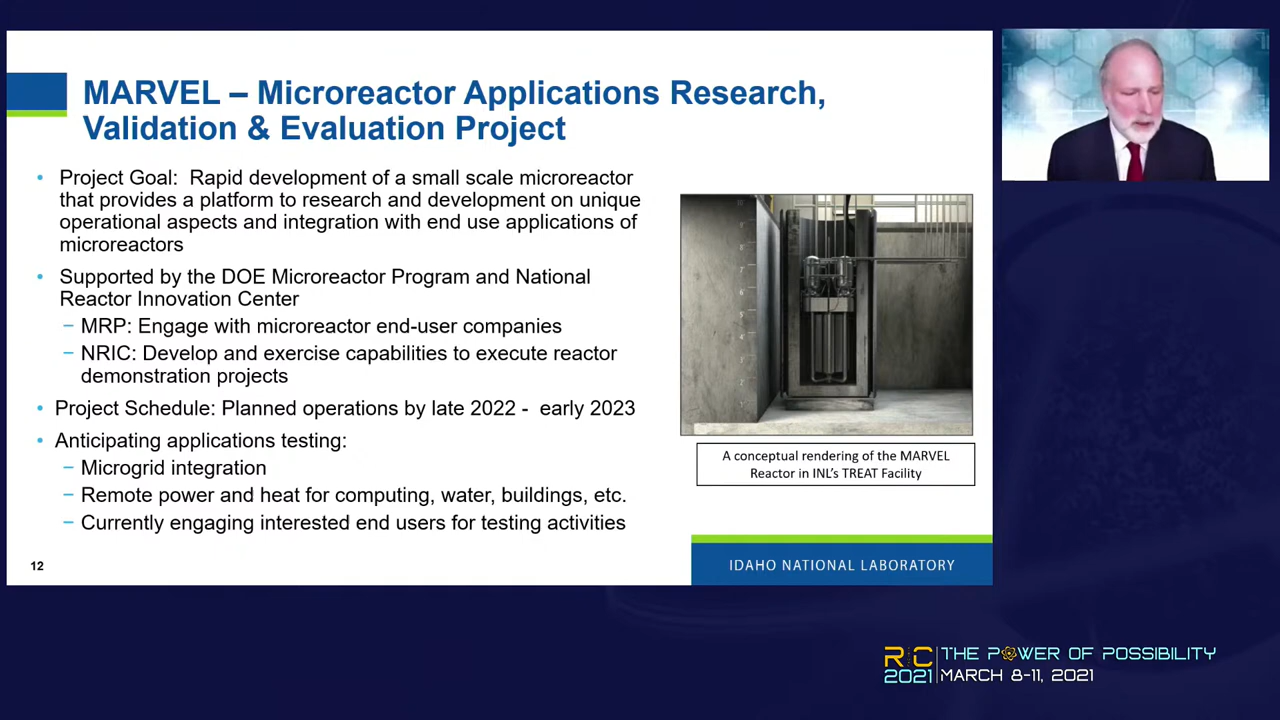 MARVEL – Microreactor Applications Research,
Validation & Evaluation Project
• Project Goal: Rapid development of a small scale microreactor
that provides a platform to research and development on unique
operational aspects and integration with end use applications of
microreactors
• Supported by the DOE Microreactor Program and National
Reactor Innovation Center
− MRP: Engage with microreactor end-user companies
− NRIC: Develop and exercise capabilities to execute reactor
demonstration projects
• Project Schedule: Planned operations by late 2022 - early 2023
• Anticipating applications testing:
− Microgrid integration
− Remote power and heat for computing, water, buildings, etc.
− Currently engaging interested end users for testing activities
A conceptual rendering of the MARVEL
Reactor in INL's TREAT Facility
12
IDAHO NATIONAL LABORATORY
RIC
2021
THE POWER OF POSSIBILITY
MARCH 8-11, 2021